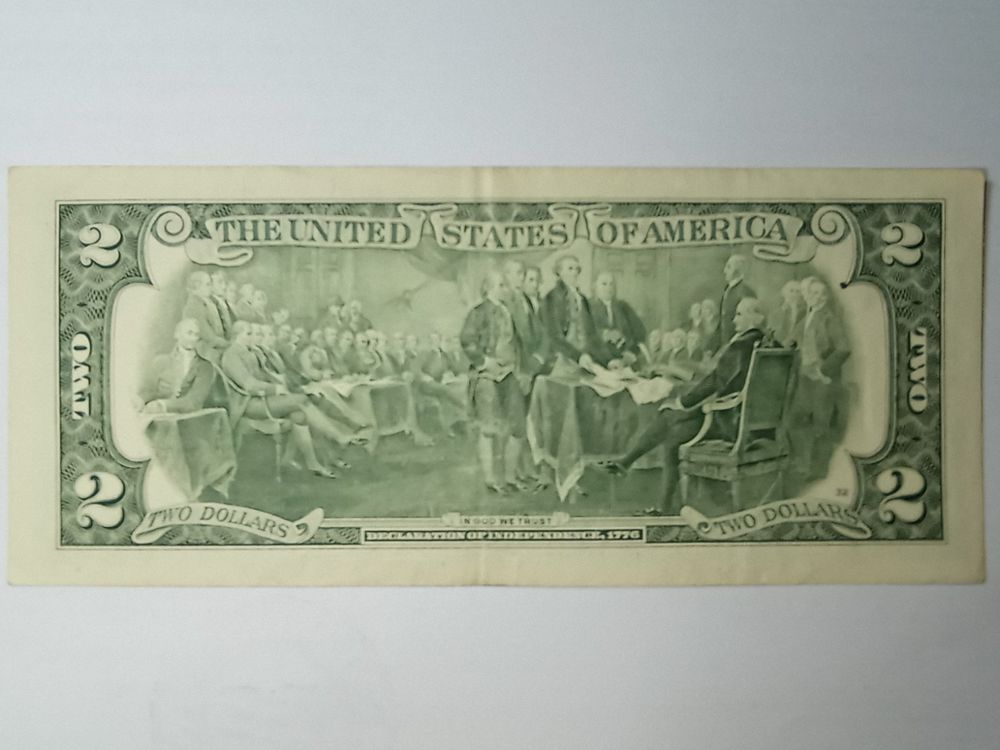 THE UNITED STATES OF AMERICA
2
2
TWO
TWO
2
2
32
TWO DOLLARS
IN GOD WE TRUST
TWO DOLLARS
DECLARATION OF INDEPENDENCE, 1776